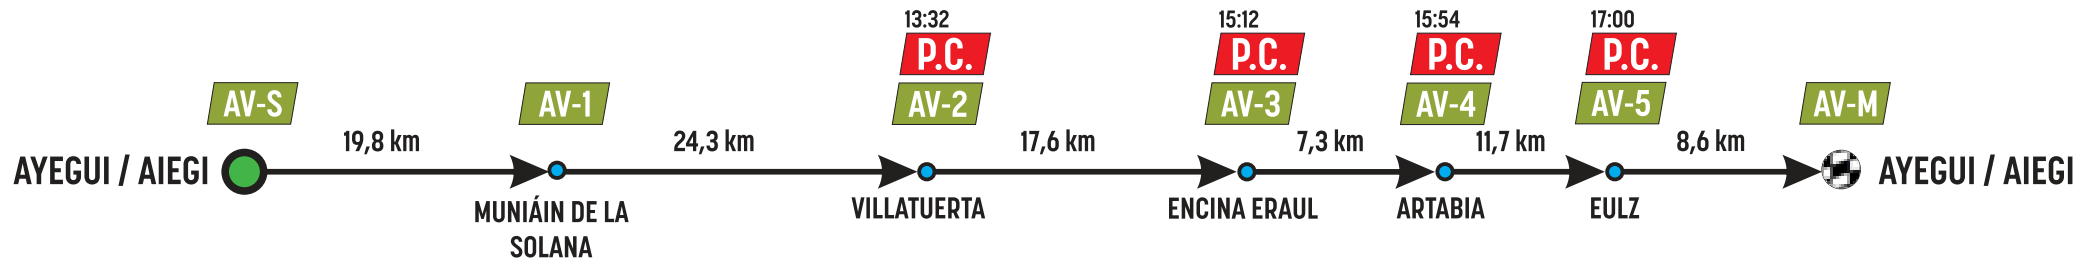 13:32
15:12
15:54
17:00
P.C.
P.C.
P.C.
P.C.
AV-S
AV-1
AV-2
AV-3
AV-4
AV-5
AV-M
19,8 km
24,3 km
17,6 km
7,3 km
11,7 km
8,6 km
AYEGUI / AIEGI
AYEGUI / AIEGI
MUNIÁIN DE LA
SOLANA
VILLATUERTA
ENCINA ERAUL
ARTABIA
EULZ